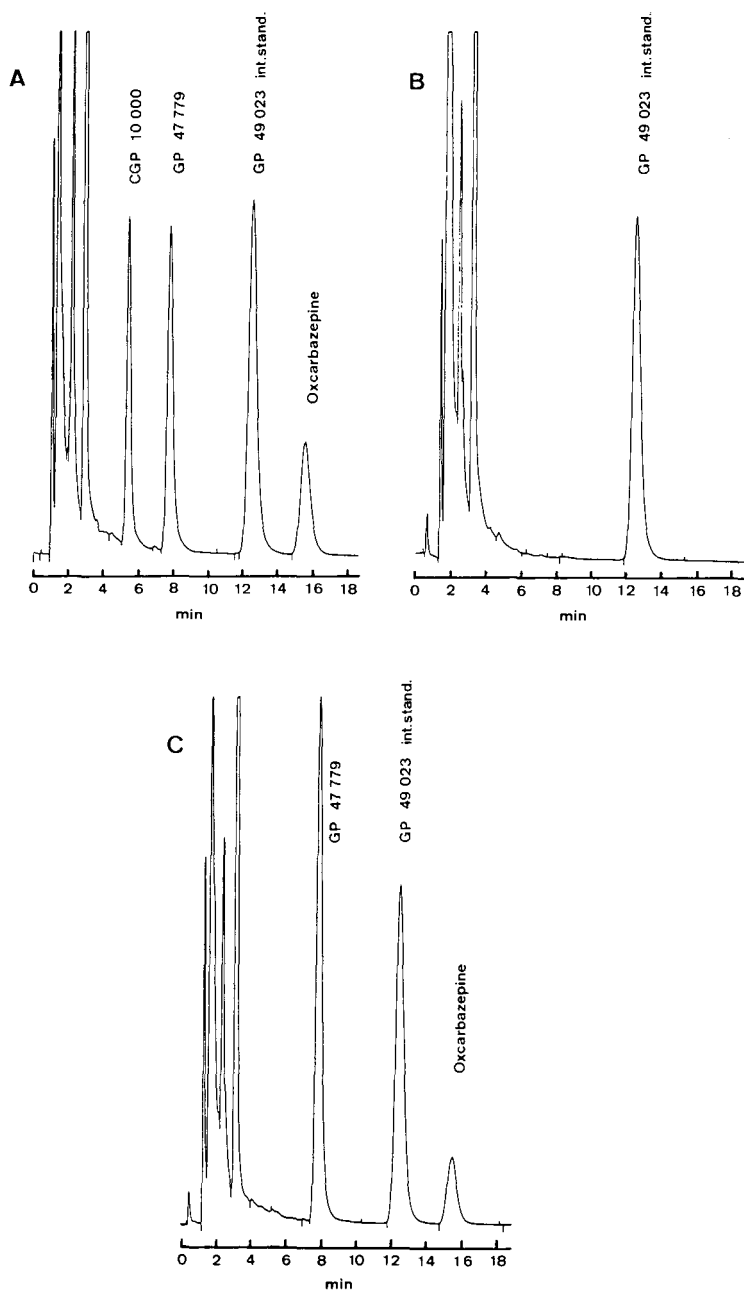 A
CGP 10 000
GP 47 779
GP 49 023 int.stand.
Oxcarbazepine
0 2 4 6 8 10 12 14 16 18
min
B
GP 49 023 int.stand.
0 2 4 6 8 10 12 14 16 18
min
C
GP 47 779
GP 49 023 int.stand.
Oxcarbazepine
0 2 4 6 8 10 12 14 16 18
min